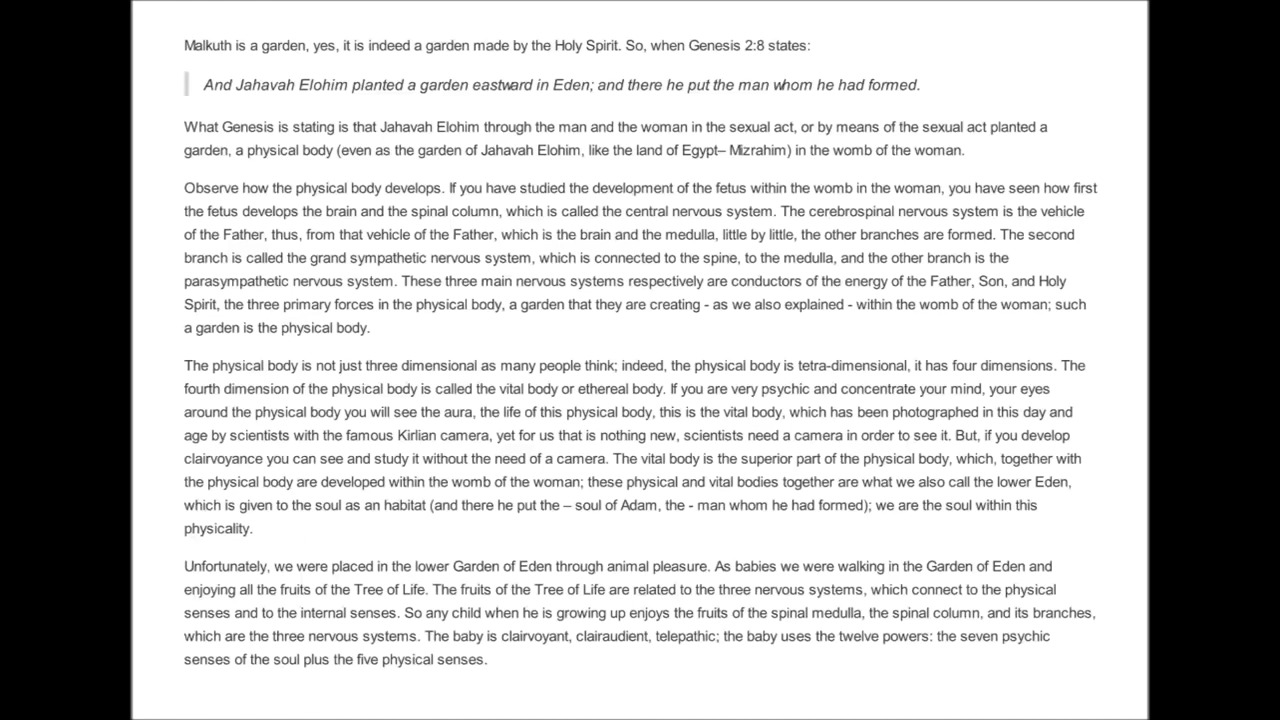 Malkuth is a garden, yes, it is indeed a garden made by the Holy Spirit. So, when Genesis 2:8 states:
And Jahavah Elohim planted a garden eastward in Eden; and there he put the man whom he had formed.
What Genesis is stating is that Jahavah Elohim through the man and the woman in the sexual act, or by means of the sexual act planted a
garden, a physical body (even as the garden of Jahavah Elohim, like the land of Egypt– Mizrahim) in the womb of the woman.
Observe how the physical body develops. If you have studied the development of the fetus within the womb in the woman, you have seen how first
the fetus develops the brain and the spinal column, which is called the central nervous system. The cerebrospinal nervous system is the vehicle
of the Father, thus, from that vehicle of the Father, which is the brain and the medulla, little by little, the other branches are formed. The second
branch is called the grand sympathetic nervous system, which is connected to the spine, to the medulla, and the other branch is the
parasympathetic nervous system. These three main nervous systems respectively are conductors of the energy of the Father, Son, and Holy
Spirit, the three primary forces in the physical body, a garden that they are creating - as we also explained - within the womb of the woman; such
a garden is the physical body.
The physical body is not just three dimensional as many people think; indeed, the physical body is tetra-dimensional, it has four dimensions. The
fourth dimension of the physical body is called the vital body or ethereal body. If you are very psychic and concentrate your mind, your eyes
around the physical body you will see the aura, the life of this physical body, this is the vital body, which has been photographed in this day and
age by scientists with the famous Kirlian camera, yet for us that is nothing new, scientists need a camera in order to see it. But, if you develop
clairvoyance you can see and study it without the need of a camera. The vital body is the superior part of the physical body, which, together with
the physical body are developed within the womb of the woman; these physical and vital bodies together are what we also call the lower Eden,
which is given to the soul as an habitat (and there he put the – soul of Adam, the - man whom he had formed); we are the soul within this
physicality.
Unfortunately, we were placed in the lower Garden of Eden through animal pleasure. As babies we were walking in the Garden of Eden and
enjoying all the fruits of the Tree of Life. The fruits of the Tree of Life are related to the three nervous systems, which connect to the physical
senses and to the internal senses. So any child when he is growing up enjoys the fruits of the spinal medulla, the spinal column, and its branches,
which are the three nervous systems. The baby is clairvoyant, clairaudient, telepathic; the baby uses the twelve powers: the seven psychic
senses of the soul plus the five physical senses.